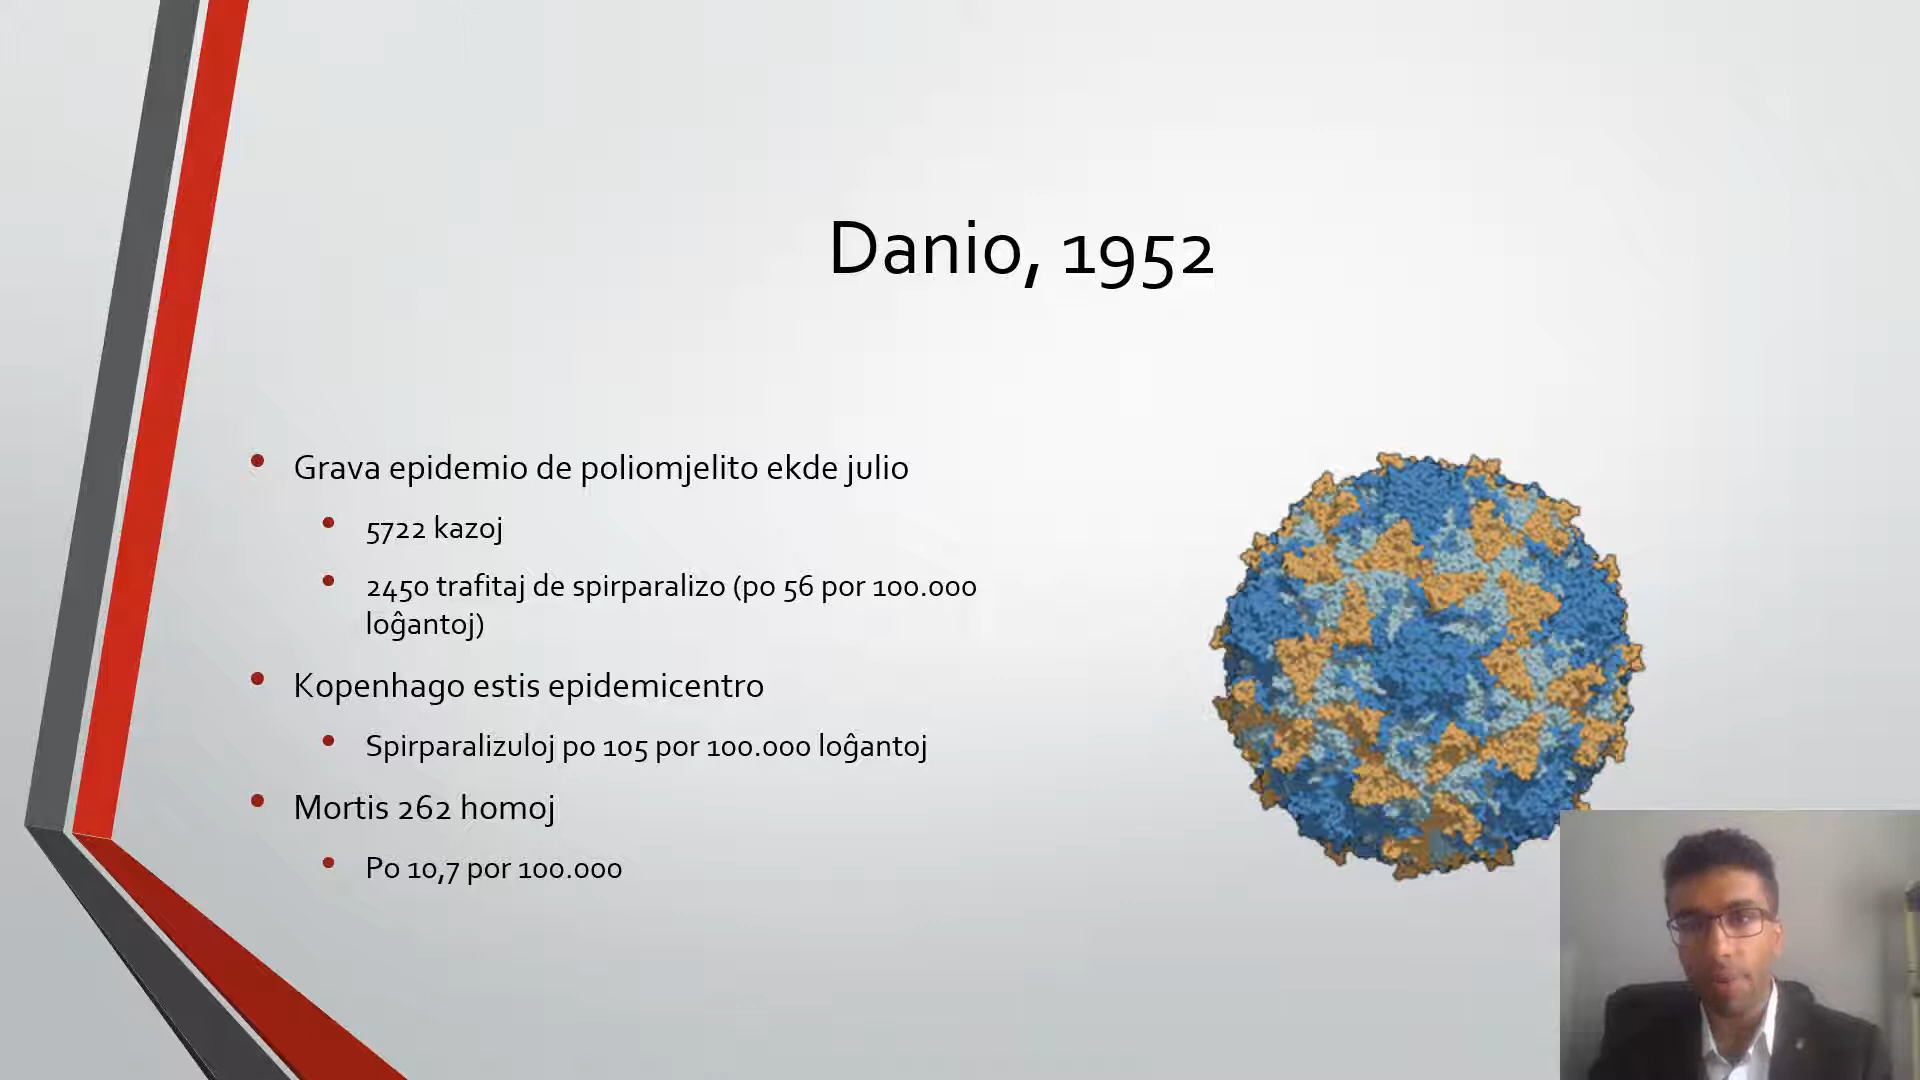 Danio, 1952
Grava epidemio de poliomjelito ekde julio
5722 kazoj
2450 trafitaj de spirparalizo (po 56 por 100.000
loĝantoj)
Kopenhago estis epidemicentro
Spirparalizuloj po 105 por 100.000 loĝantoj
Mortis 262 homoj
Po 10,7 por 100.000